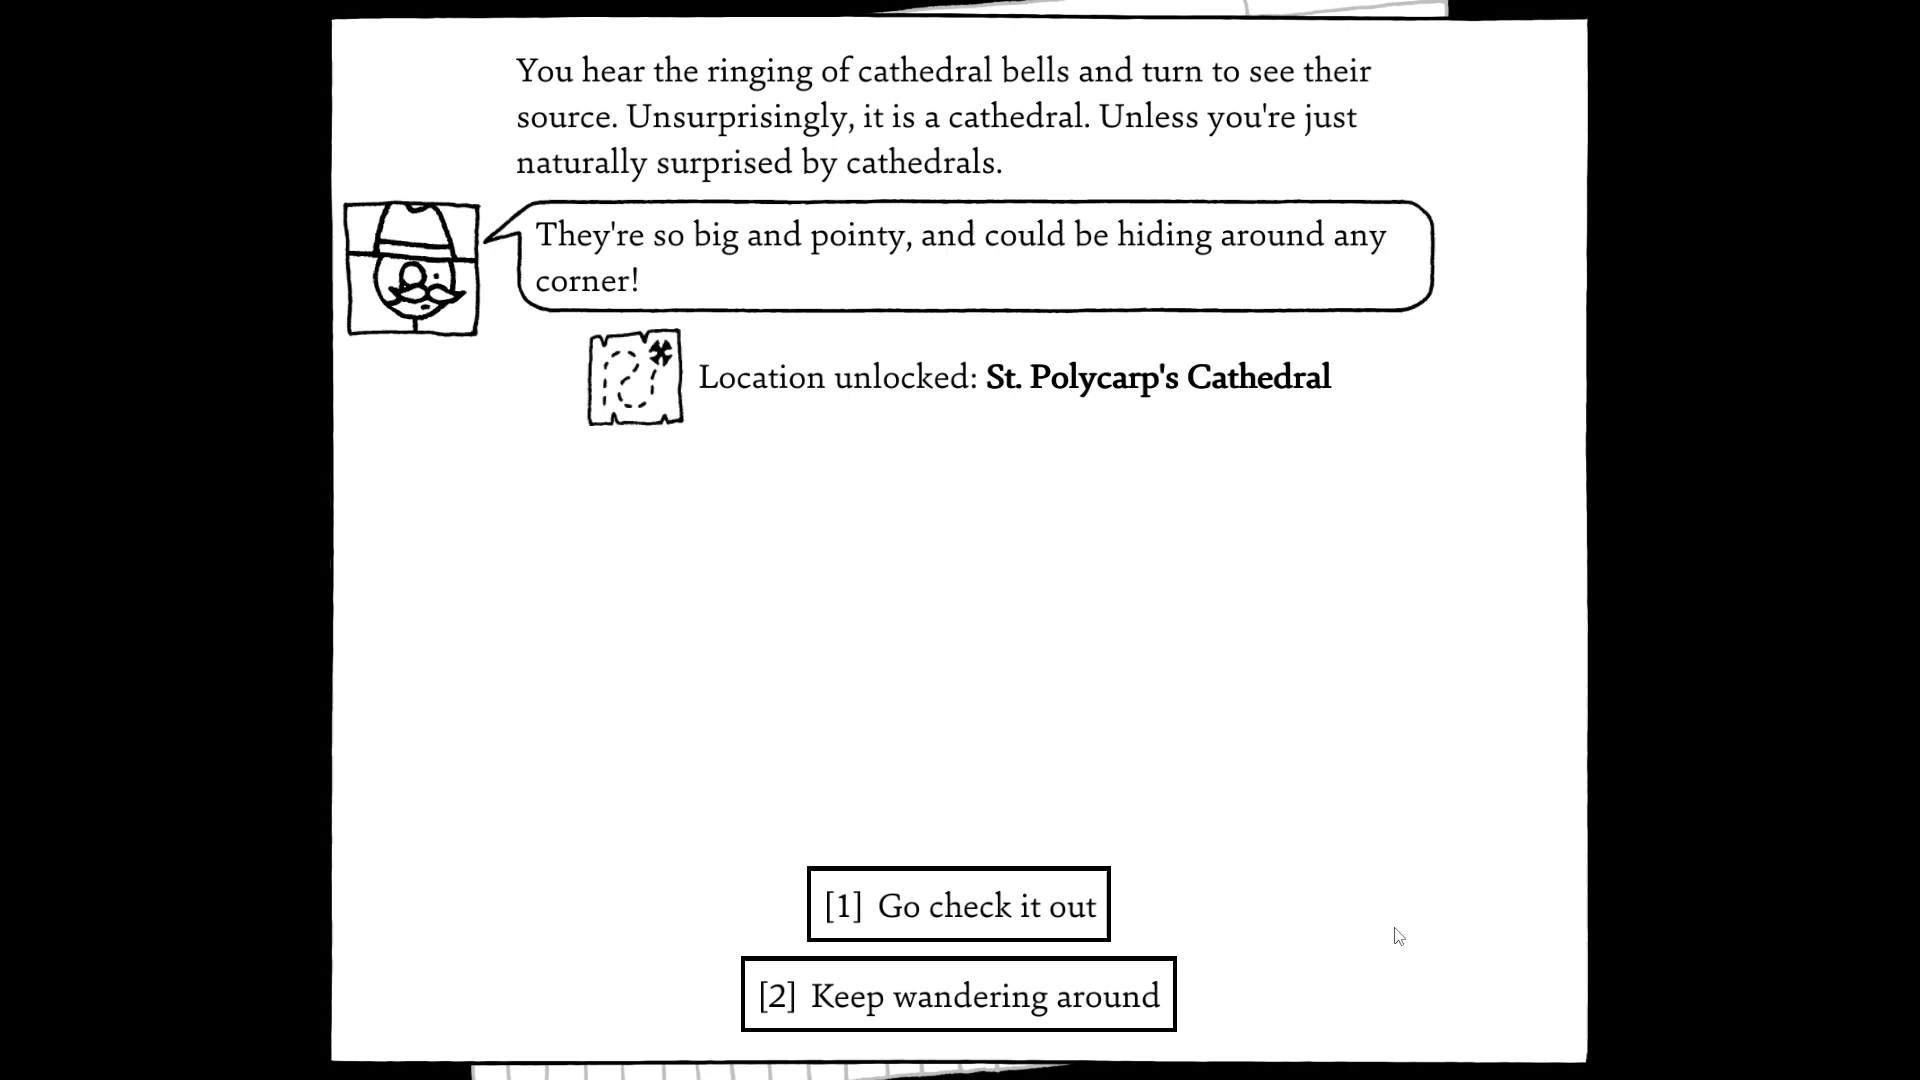 You hear the ringing of cathedral bells and turn to see their
source. Unsurprisingly, it is a cathedral. Unless you're just
naturally surprised by cathedrals.
They're so big and pointy, and could be hiding around any
corner!
Location unlocked: St. Polycarp's Cathedral
[1] Go check it out
[2] Keep wandering around